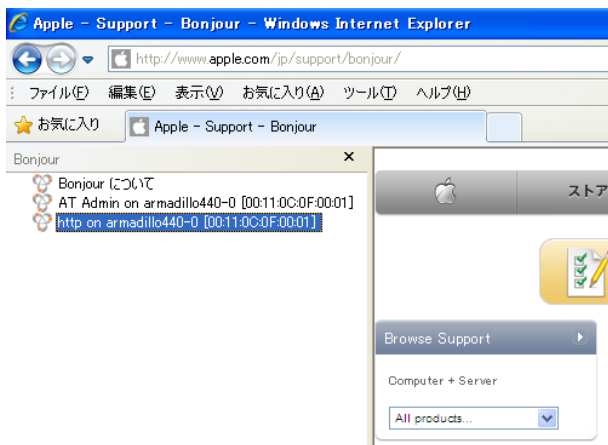 Apple - Support - Bonjour - Windows Internet Explorer
http://www.apple.com/jp/support/bonjour/
ファイル(F) 編集(E) 表示(V) お気に入り(A) ツール(T) ヘルプ(H)
お気に入り Apple - Support - Bonjour
Bonjour
Bonjour について
AT Admin on armadillo440-0 [00:11:0C:0F:00:01]
http on armadillo440-0 [00:11:0C:0F:00:01]
ストア
Browse Support
Computer + Server
All products...